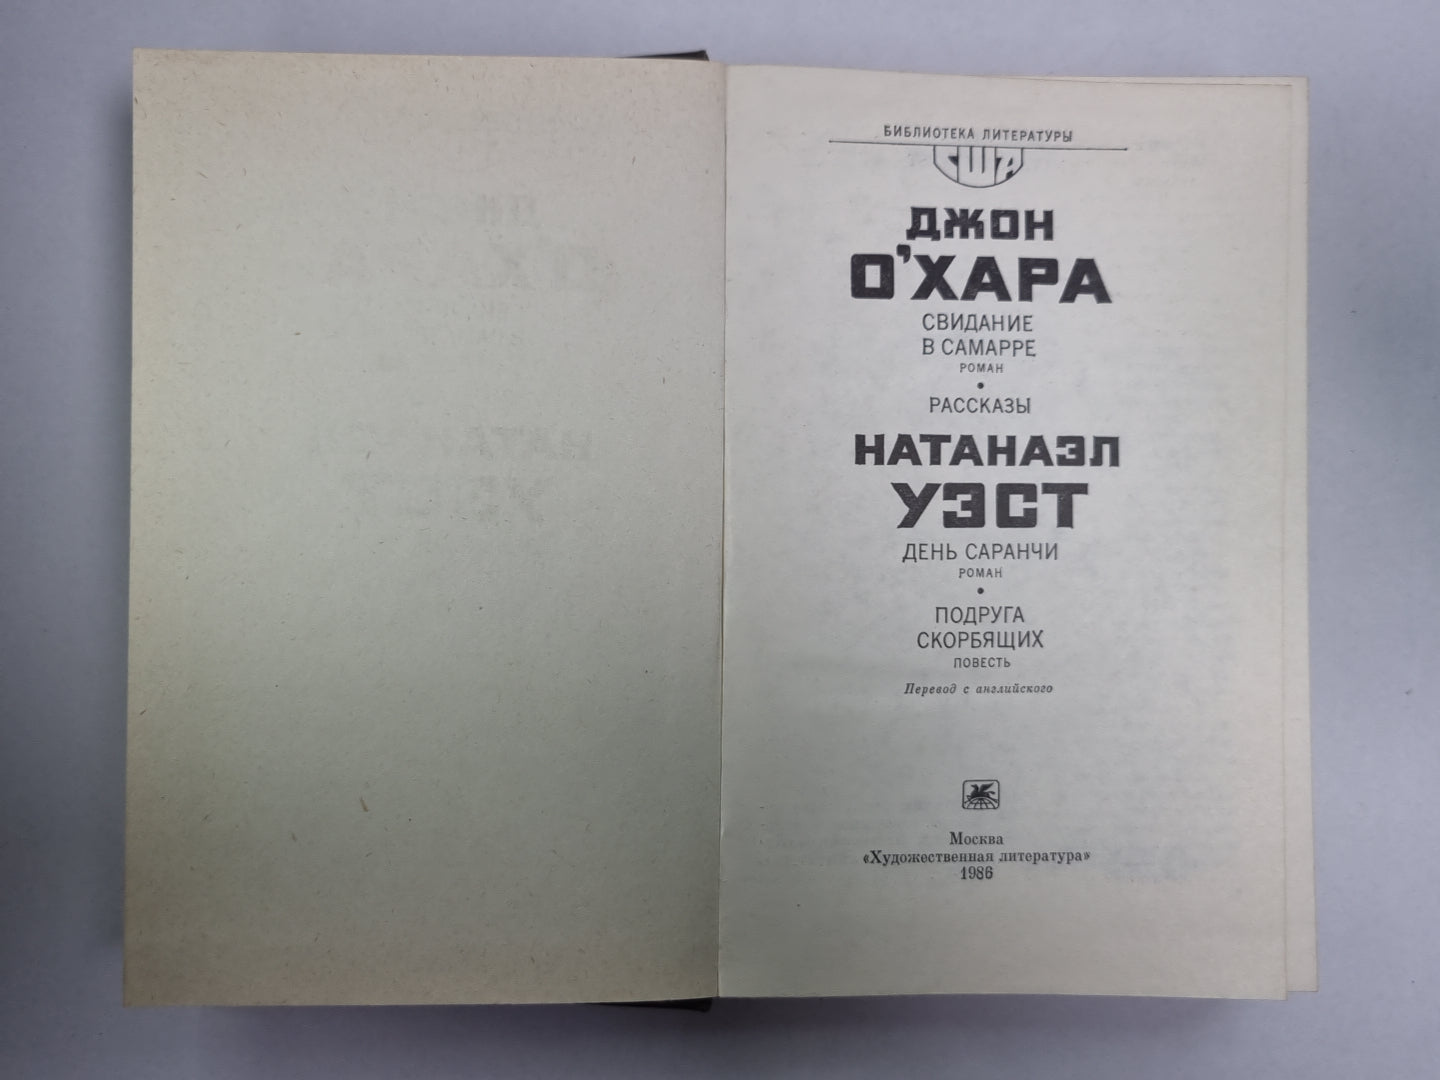 БИБЛИОТЕКА ЛИТЕРАТУРЫ
США
ДЖОН
О’ХАРА
СВИДАНИЕ
В САМАРРЕ
РОМАН
•
РАССКАЗЫ
НАТАНАЭЛ
УЭСТ
ДЕНЬ САРАНЧИ
РОМАН
•
ПОДРУГА
СКОРБЯЩИХ
ПОВЕСТЬ
Перевод с английского
Москва
«Художественная литература»
1986